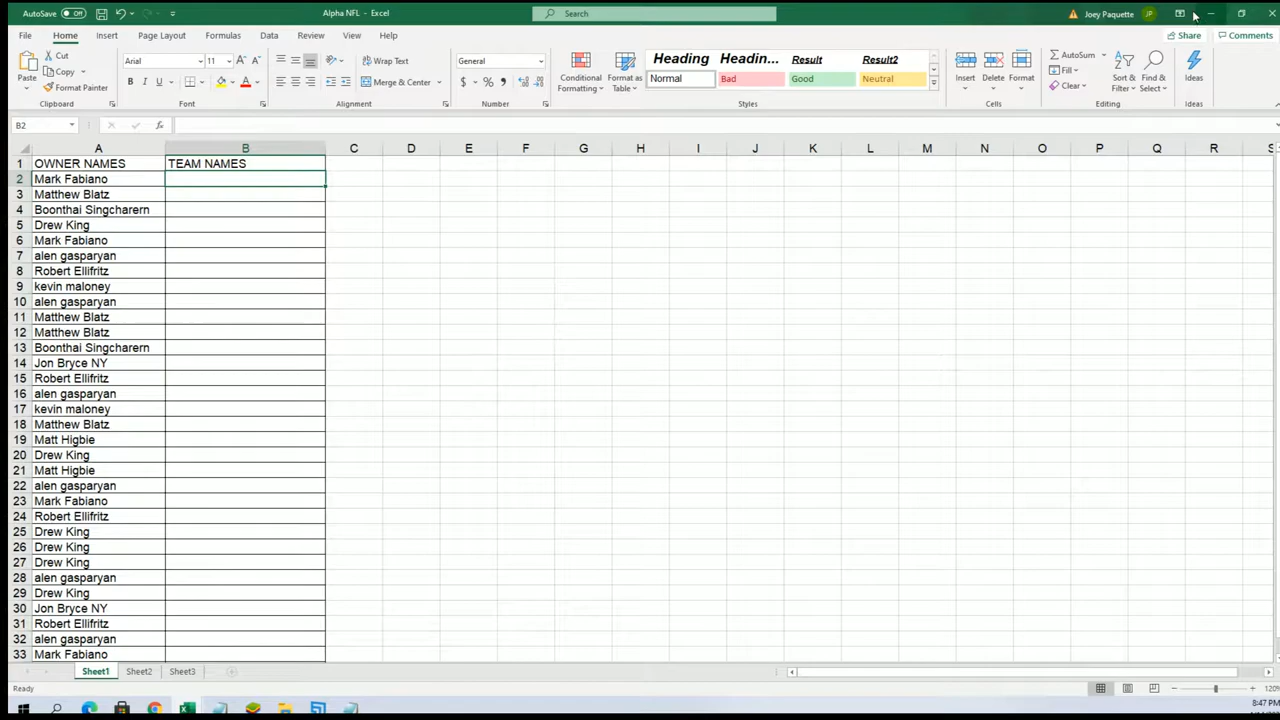 AutoSave Off Alpha NFL - Excel Search Joey Paquette JP
File Home Insert Page Layout Formulas Data Review View Help Share Comments
Paste Cut Copy Format Painter Clipboard
Arial 11 Font
Wrap Text Merge & Center Alignment
General Number
Conditional Formatting Format as Table
Heading Headin... Result Result2
Normal Bad Good Neutral
Styles
Insert Delete Format Cells
AutoSum Fill Clear Sort & Filter Find & Select Editing
Ideas Ideas
B2
A B C D E F G H I J K L M N O P Q R S
1 OWNER NAMES TEAM NAMES
2 Mark Fabiano
3 Matthew Blatz
4 Boonthai Singcharern
5 Drew King
6 Mark Fabiano
7 alen gasparyan
8 Robert Ellifritz
9 kevin maloney
10 alen gasparyan
11 Matthew Blatz
12 Matthew Blatz
13 Boonthai Singcharern
14 Jon Bryce NY
15 Robert Ellifritz
16 alen gasparyan
17 kevin maloney
18 Matthew Blatz
19 Matt Higbie
20 Drew King
21 Matt Higbie
22 alen gasparyan
23 Mark Fabiano
24 Robert Ellifritz
25 Drew King
26 Drew King
27 Drew King
28 alen gasparyan
29 Drew King
30 Jon Bryce NY
31 Robert Ellifritz
32 alen gasparyan
33 Mark Fabiano
Sheet1 Sheet2 Sheet3
Ready 120%
8:47 PM